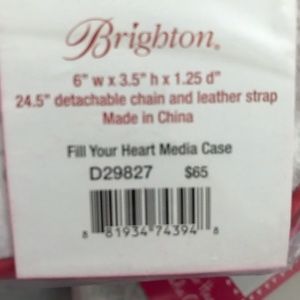 Brighton®
6" w x 3.5" h x 1.25 d"
24.5" detachable chain and leather strap
Made in China
Fill Your Heart Media Case
D29827 $65
8 81934 74394 8